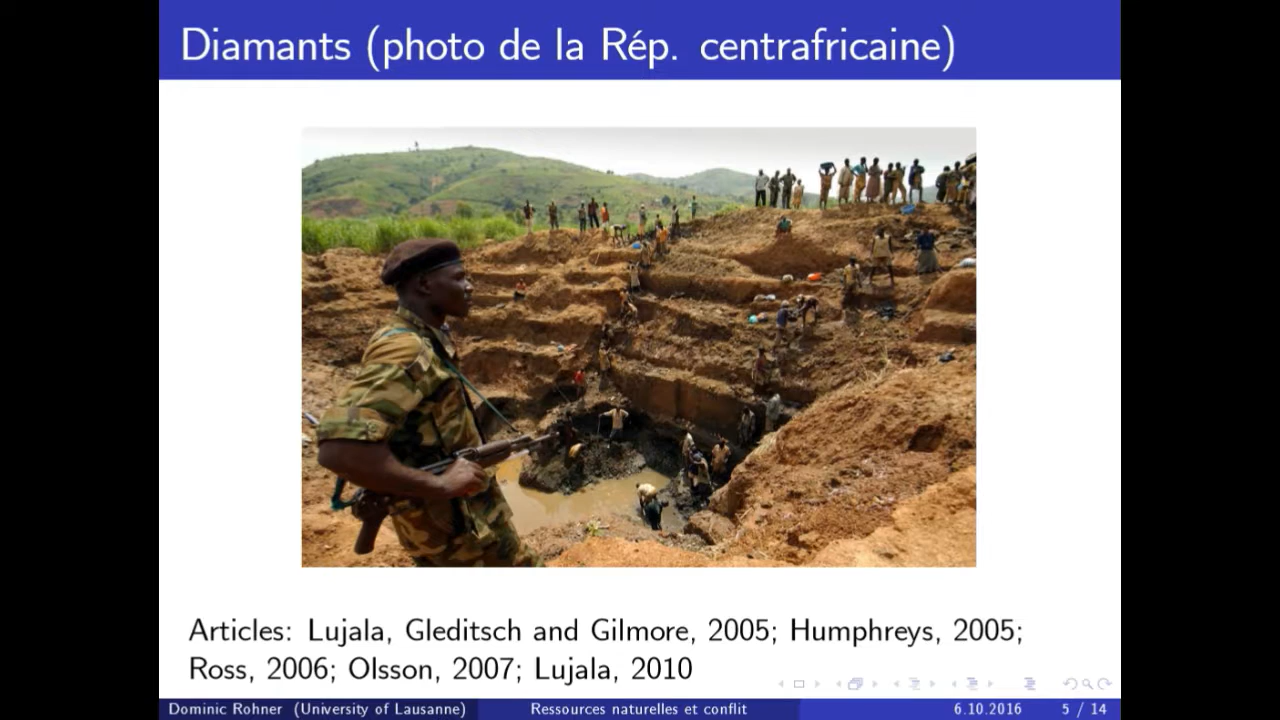 Diamants (photo de la Rép. centrafricaine)
Articles: Lujala, Gleditsch and Gilmore, 2005; Humphreys, 2005;
Ross, 2006; Olsson, 2007; Lujala, 2010
Dominic Rohner (University of Lausanne) Ressources naturelles et conflit 6.10.2016 5 / 14